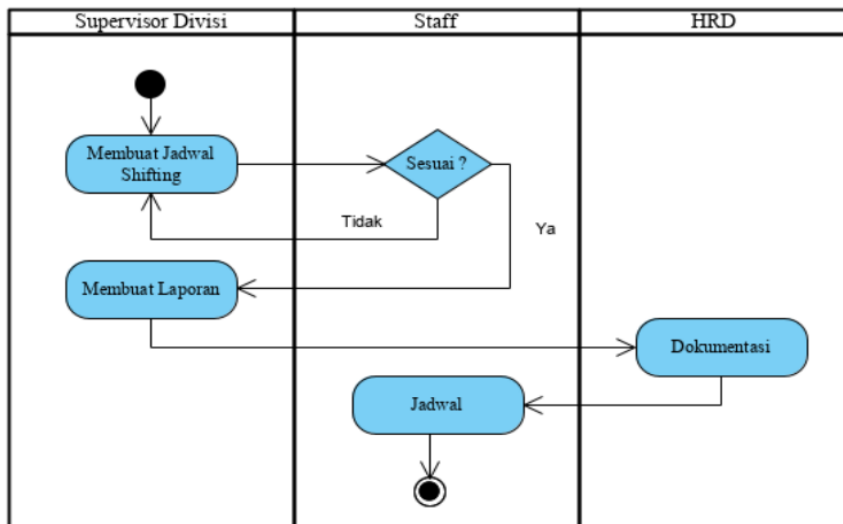 Supervisor Divisi
Staff
HRD
Membuat Jadwal
Shifting
Sesuai ?
Tidak
Ya
Membuat Laporan
Dokumentasi
Jadwal